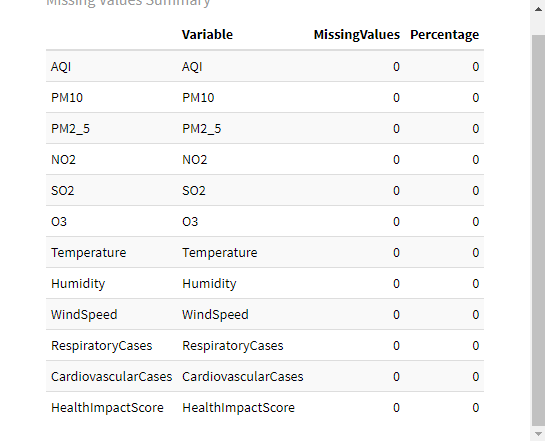 Missing Values Summary
Variable MissingValues Percentage
AQI AQI 0 0
PM10 PM10 0 0
PM2_5 PM2_5 0 0
NO2 NO2 0 0
SO2 SO2 0 0
O3 O3 0 0
Temperature Temperature 0 0
Humidity Humidity 0 0
WindSpeed WindSpeed 0 0
RespiratoryCases RespiratoryCases 0 0
CardiovascularCases CardiovascularCases 0 0
HealthImpactScore HealthImpactScore 0 0